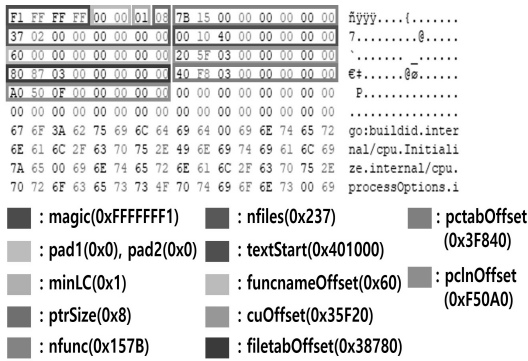 F1 FF FF FF 00 00 01 08 7B 15 00 00 00 00 00 00 ñÿÿÿ....{.......
37 02 00 00 00 00 00 00 00 10 40 00 00 00 00 00 7.........@.....
60 00 00 00 00 00 00 00 20 5F 03 00 00 00 00 00 `....... _......
80 87 03 00 00 00 00 00 40 F8 03 00 00 00 00 00 €‡......@ø......
A0 50 0F 00 00 00 00 00 00 00 00 00 00 00 00 00  P..............
00 00 00 00 00 00 00 00 00 00 00 00 00 00 00 00 ................
67 6F 3A 62 75 69 6C 64 69 64 00 69 6E 74 65 72 go:buildid.inter
6E 61 6C 2F 63 70 75 2E 49 6E 69 74 69 61 6C 69 nal/cpu.Initiali
7A 65 00 69 6E 74 65 72 6E 61 6C 2F 63 70 75 2E ze.internal/cpu.
70 72 6F 63 65 73 73 4F 70 74 69 6F 6E 73 00 69 processOptions.i
: magic(0xFFFFFFF1) : nfiles(0x237) : pctabOffset
(0x3F840)
: pad1(0x0), pad2(0x0) : textStart(0x401000)
: minLC(0x1) : funcnameOffset(0x60) : pclnOffset
(0xF50A0)
: ptrSize(0x8) : cuOffset(0x35F20)
: nfunc(0x157B) : filetabOffset(0x38780)